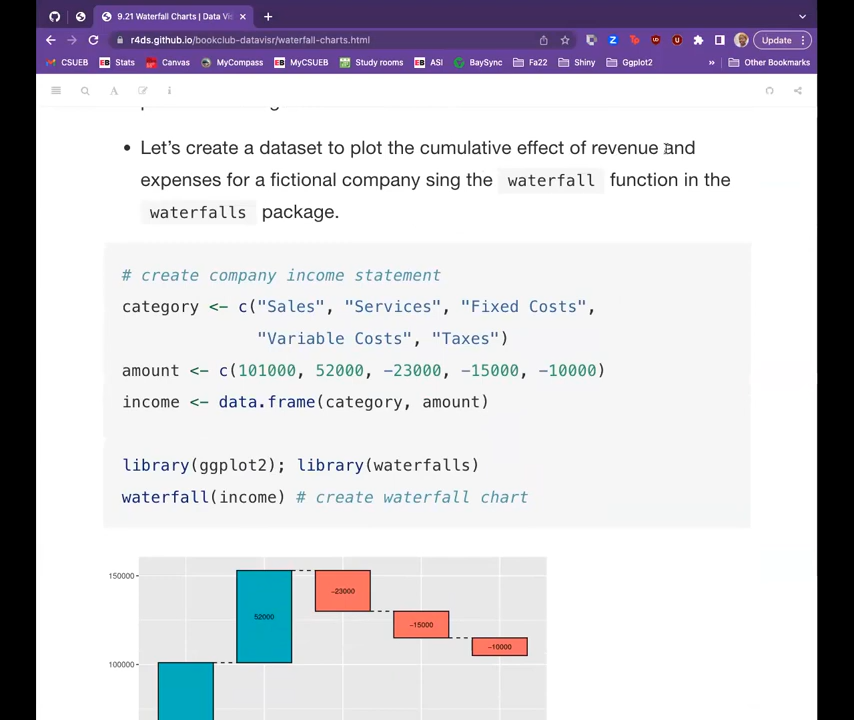 9.21 Waterfall Charts | Data Vis
r4ds.github.io/bookclub-datavisr/waterfall-charts.html
Update
CSUEB
Stats
Canvas
MyCompass
MyCSUEB
Study rooms
ASI
BaySync
Fa22
Shiny
Ggplot2
»
Other Bookmarks
• Let's create a dataset to plot the cumulative effect of revenue and
expenses for a fictional company sing the waterfall function in the
waterfalls package.
# create company income statement
category <- c("Sales", "Services", "Fixed Costs",
"Variable Costs", "Taxes")
amount <- c(101000, 52000, -23000, -15000, -10000)
income <- data.frame(category, amount)
library(ggplot2); library(waterfalls)
waterfall(income) # create waterfall chart
150000
-23000
52000
-15000
-10000
100000